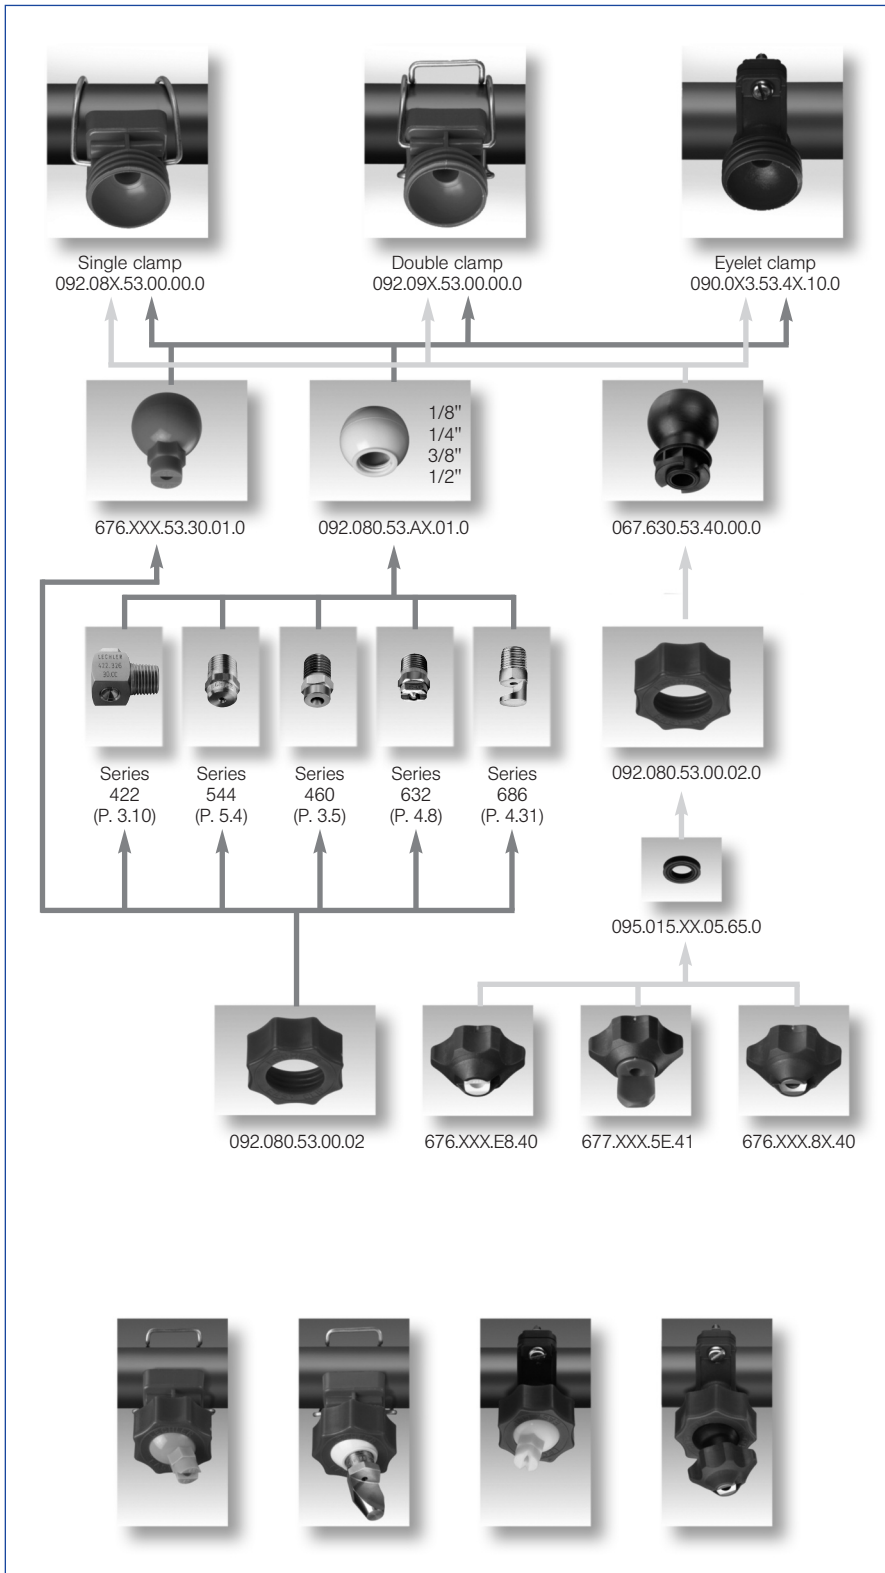 Single clamp
092.08X.53.00.00.0
Double clamp
092.09X.53.00.00.0
Eyelet clamp
090.0X3.53.4X.10.0
1/8"
1/4"
3/8"
1/2"
676.XXX.53.30.01.0
092.080.53.AX.01.0
067.630.53.40.00.0
LECHLER
Series
422
(P. 3.10)
Series
544
(P. 5.4)
Series
460
(P. 3.5)
Series
632
(P. 4.8)
Series
686
(P. 4.31)
092.080.53.00.02.0
095.015.XX.05.65.0
092.080.53.00.02
676.XXX.E8.40
677.XXX.5E.41
676.XXX.8X.40